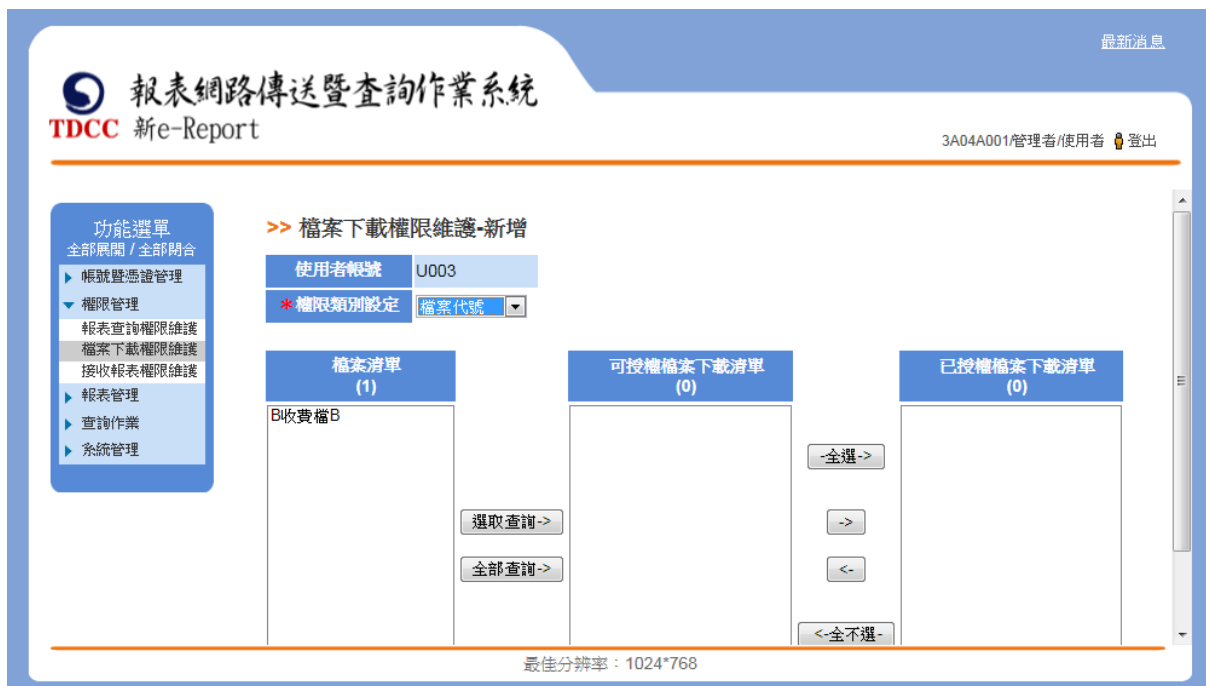 最新消息
報表網路傳送暨查詢作業系統
TDCC 新e-Report
3A04A001/管理者/使用者 登出
功能選單
全部展開 / 全部閉合
帳號暨憑證管理
權限管理
報表查詢權限維護
檔案下載權限維護
接收報表權限維護
報表管理
查詢作業
系統管理
>> 檔案下載權限維護-新增
使用者帳號 U003
*權限類別設定 檔案代號
檔案清單
(1)
可授權檔案下載清單
(0)
已授權檔案下載清單
(0)
B收費檔B
-全選->
選取查詢->
->
全部查詢->
<-
<-全不選-
最佳分辨率：1024*768